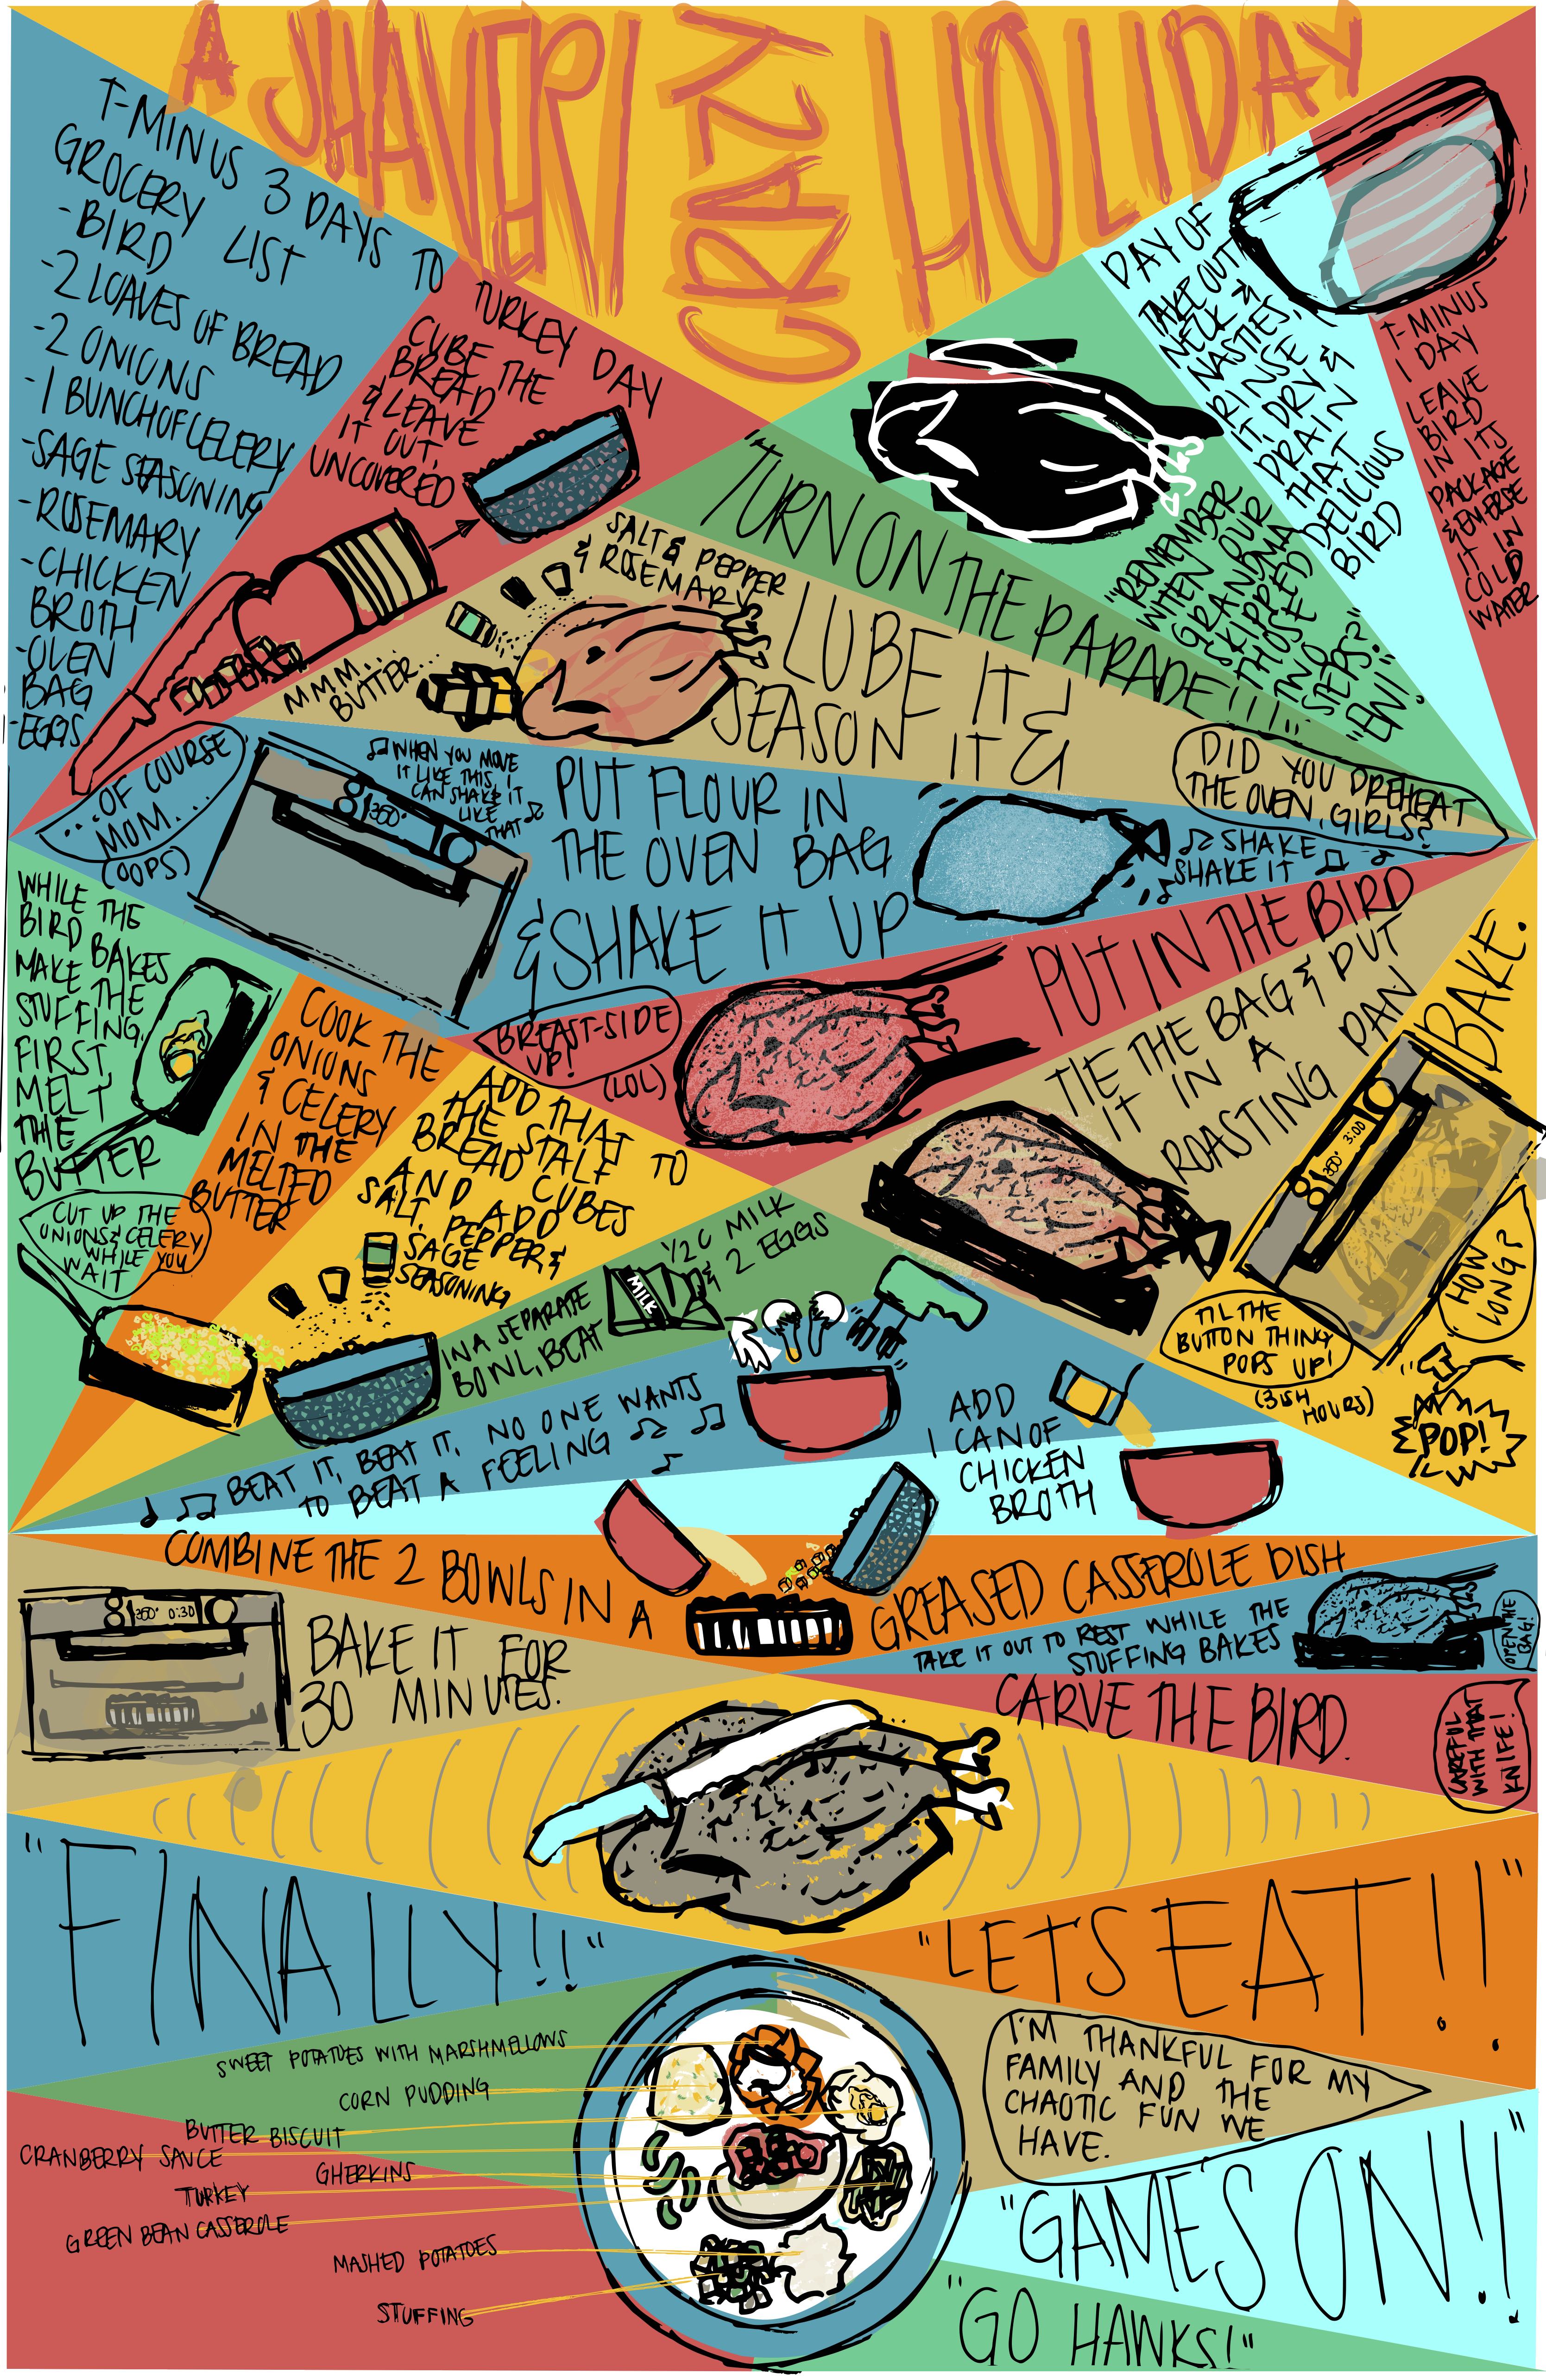 A JHAVERI CRAZY HOLIDAY
T-MINUS 3 DAYS TO TURKEY DAY
GROCERY LIST
-BIRD
-2 LOAVES OF BREAD
-2 ONIONS
-1 BUNCH OF CELERY
-SAGE SEASONING
-ROSEMARY
-CHICKEN
BROTH
-OVEN
BAG
-EGGS
CUBE THE
BREAD
& LEAVE
IT OUT,
UNCOVERED
T-MINUS
1 DAY
LEAVE
BIRD
IN ITS
PACKAGE
& EMERSE
IT IN
COLD
WATER
DAY OF
TAKE OUT
NECK &
NASTIES,
RINSE
IT, DRY &
DRAIN
THAT
DELICIOUS
BIRD
"REMEMBER
WHEN OUR
GRANDMA
SKIPPED
THOSE
TWO
STEPS?"
"EW!"
"TURN ON THE PARADE!!!"
SALT & PEPPER
& ROSEMARY
MMM...
BUTTER...
LUBE IT &
SEASON IT &
DID YOU PREHEAT
THE OVEN, GIRLS?
...OF COURSE
MOM...
(OOPS)
350°
♫ WHEN YOU MOVE
IT LIKE THIS, I
CAN SHAKE IT
LIKE
THAT ♫
PUT FLOUR IN
THE OVEN BAG
& SHAKE IT UP
♫ SHAKE
SHAKE IT ♫
PUT IN THE BIRD
BREAST-SIDE
UP!
(LOL)
TIE THE BAG & PUT
IT IN A
ROASTING PAN
BAKE.
350° 3:00
HOW
LONG?
TIL THE
BUTTON THINGY
POPS UP!
(3ISH
HOURS)
POP!
WHILE THE
BIRD BAKES
MAKE THE
STUFFING.
FIRST
MELT
THE
BUTTER
CUT UP THE
ONIONS & CELERY
WHILE YOU
WAIT
COOK THE
ONIONS
& CELERY
IN THE
MELTED
BUTTER
ADD THAT TO
THE STALE
BREAD CUBES
AND ADD
SALT, PEPPER &
SAGE
SEASONING
IN A SEPARATE
BOWL, BEAT
1/2 C MILK
& 2 EGGS
MILK
♪ ♫ BEAT IT, BEAT IT, NO ONE WANTS
TO BEAT A FEELING ♫ ♫
ADD
1 CAN OF
CHICKEN
BROTH
COMBINE THE 2 BOWLS IN A GREASED CASSEROLE DISH
350° 0:30
BAKE IT FOR
30 MINUTES.
TAKE IT OUT TO REST WHILE THE
STUFFING BAKES
OPEN THE
BAG!
CARVE THE BIRD.
CAREFUL
WITH THAT
KNIFE!
"FINALLY!!"
"LET'S EAT!!"
SWEET POTATOES WITH MARSHMELLOWS
CORN PUDDING
BUTTER BISCUIT
CRANBERRY SAUCE
GHERKINS
TURKEY
GREEN BEAN CASSEROLE
MASHED POTATOES
STUFFING
I'M THANKFUL FOR MY
FAMILY AND THE
CHAOTIC FUN WE
HAVE.
"GAMES ON!!"
"GO HAWKS!"